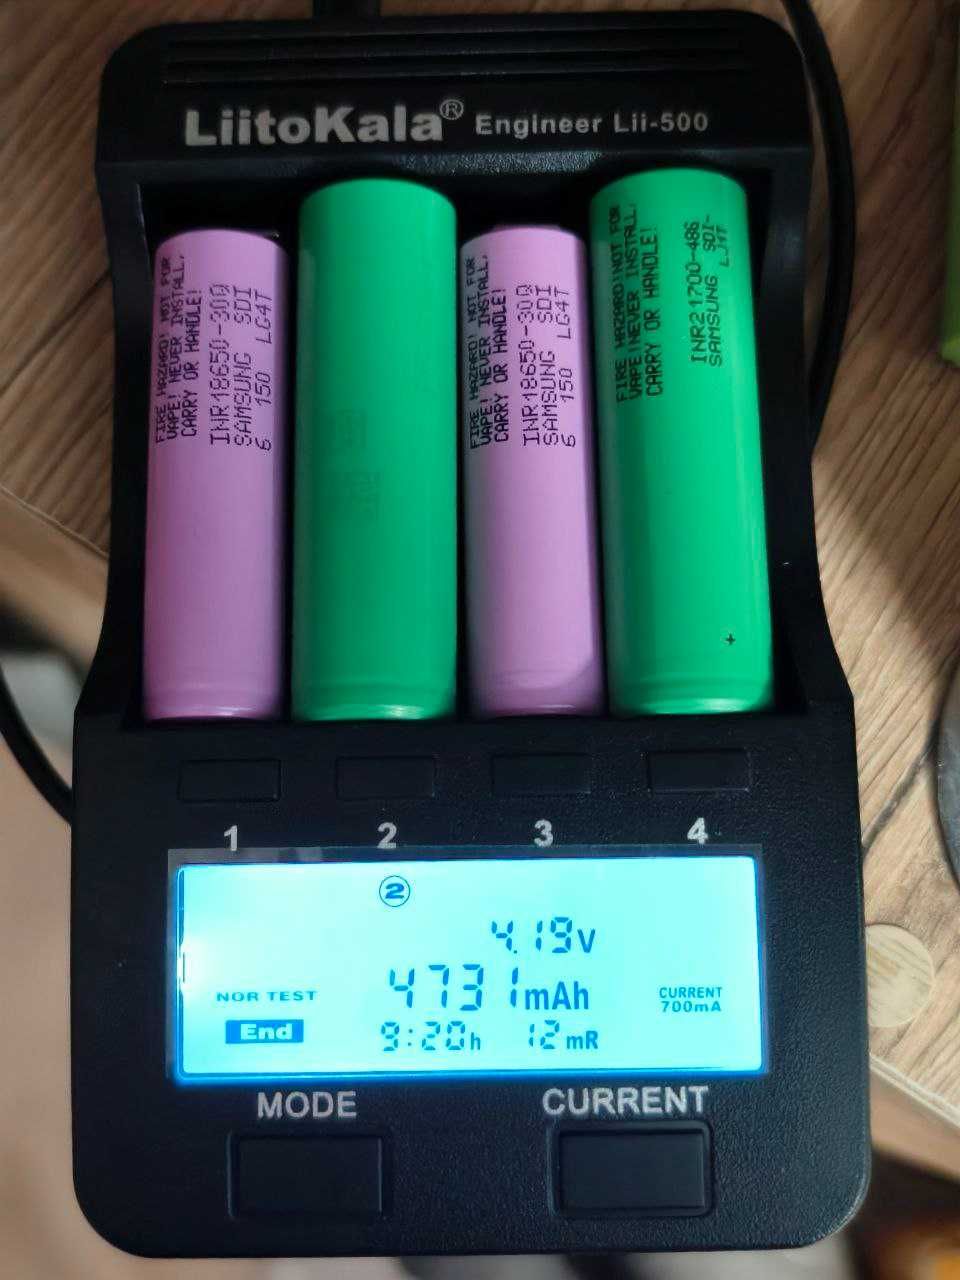 LiitoKala® Engineer Lii-500
FIRE HAZARD! NOT FOR
VAPE! NEVER INSTALL,
CARRY OR HANDLE!
INR18650-30Q
SAMSUNG SDI
6 150 LG4T
FIRE HAZARD! NOT FOR
VAPE! NEVER INSTALL,
CARRY OR HANDLE!
INR18650-30Q
SAMSUNG SDI
6 150 LG4T
FIRE HAZARD! NOT FOR
VAPE! NEVER INSTALL,
CARRY OR HANDLE!
INR21700-48G
SAMSUNG SDI-
+
1 2 3 4
②
4.19V
NOR TEST 4731mAh CURRENT
700mA
End 9:20h 12mR
MODE CURRENT